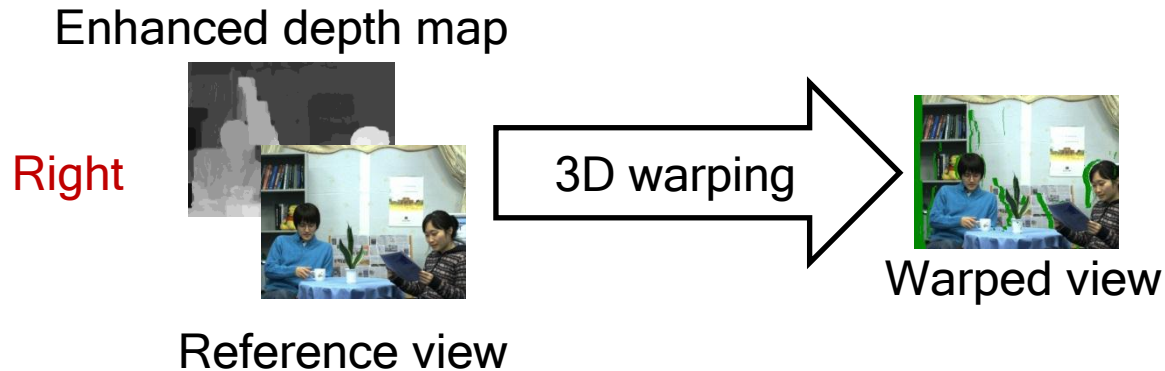 Enhanced depth map
Right
3D warping
Reference view
Warped view